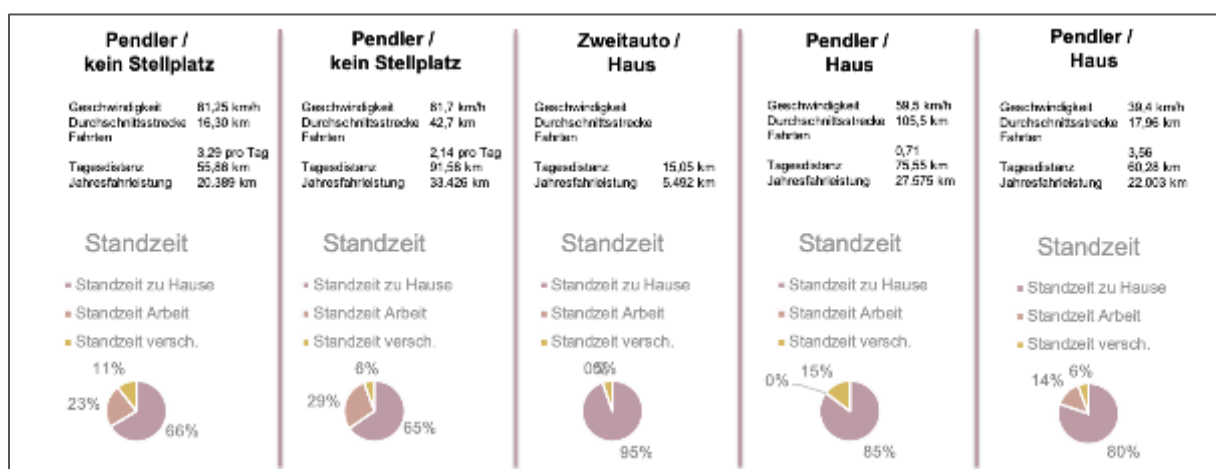 Pendler /
kein Stellplatz
Geschwindigkeit 81,25 km/h
Durchschnittsstrecke 16,30 km
Fahrten
3,29 pro Tag
Tagesdistanz 55,86 km
Jahresfahrleistung 20.389 km
Standzeit
Standzeit zu Hause
Standzeit Arbeit
Standzeit versch.
11%
23%
66%
Pendler /
kein Stellplatz
Geschwindigkeit 81,7 km/h
Durchschnittsstrecke 42,7 km
Fahrten
2,14 pro Tag
Tagesdistanz 91,58 km
Jahresfahrleistung 33.426 km
Standzeit
Standzeit zu Hause
Standzeit Arbeit
Standzeit versch.
6%
29%
65%
Zweitauto /
Haus
Geschwindigkeit
Durchschnittsstrecke
Fahrten
Tagesdistanz 15,05 km
Jahresfahrleistung 5.492 km
Standzeit
Standzeit zu Hause
Standzeit Arbeit
Standzeit versch.
95%
Pendler /
Haus
Geschwindigkeit 59,5 km/h
Durchschnittsstrecke 105,5 km
Fahrten
0,71
Tagesdistanz 75,55 km
Jahresfahrleistung 27.575 km
Standzeit
Standzeit zu Hause
Standzeit Arbeit
Standzeit versch.
15%
0%
85%
Pendler /
Haus
Geschwindigkeit 39,4 km/h
Durchschnittsstrecke 17,96 km
Fahrten
3,56
Tagesdistanz 60,28 km
Jahresfahrleistung 22.003 km
Standzeit
Standzeit zu Hause
Standzeit Arbeit
Standzeit versch.
6%
14%
80%